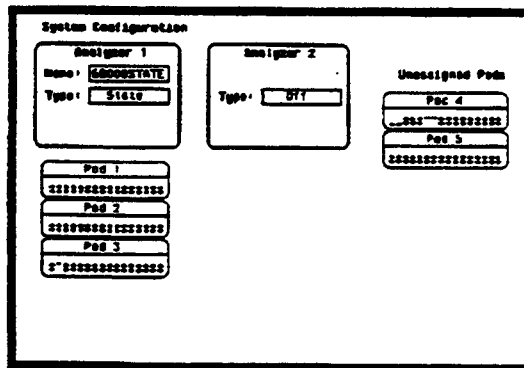 System Configuration
Analyzer 1
Name: 68000STATE
Type: State
Analyzer 2
Type: Off
Unassigned Pods
Pod 4
Pod 5
Pod 1
Pod 2
Pod 3